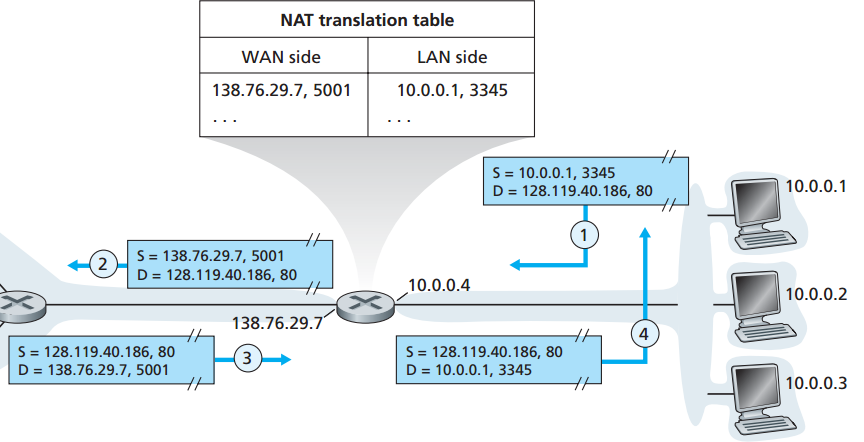 NAT translation table
WAN side
LAN side
138.76.29.7, 5001
10.0.0.1, 3345
. . .
. . .
S = 10.0.0.1, 3345
D = 128.119.40.186, 80
10.0.0.1
1
S = 138.76.29.7, 5001
D = 128.119.40.186, 80
2
10.0.0.4
10.0.0.2
138.76.29.7
4
S = 128.119.40.186, 80
D = 138.76.29.7, 5001
3
S = 128.119.40.186, 80
D = 10.0.0.1, 3345
10.0.0.3